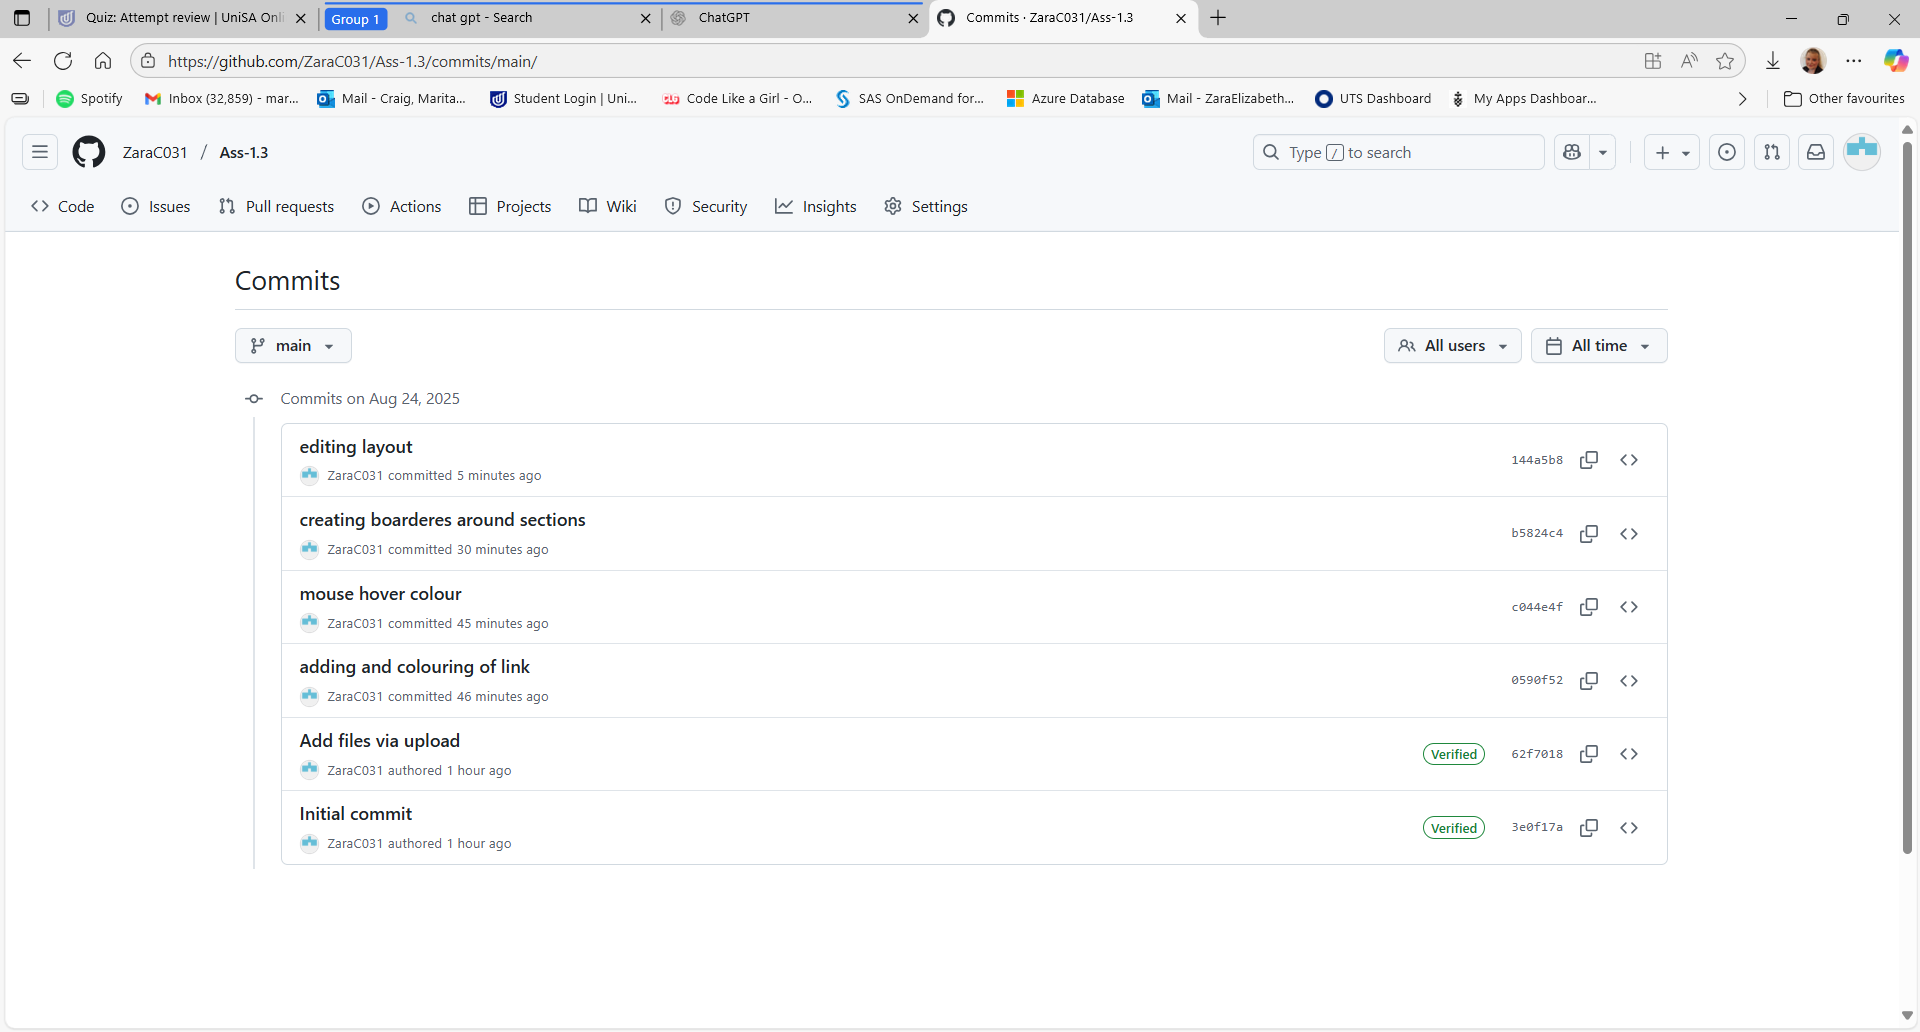 Quiz: Attempt review | UniSA Onli
Group 1
chat gpt - Search
ChatGPT
Commits · ZaraC031/Ass-1.3
https://github.com/ZaraC031/Ass-1.3/commits/main/
Spotify
Inbox (32,859) - mar...
Mail - Craig, Marita...
Student Login | Uni...
Code Like a Girl - O...
SAS OnDemand for...
Azure Database
Mail - ZaraElizabeth...
UTS Dashboard
My Apps Dashboar...
Other favourites
ZaraC031 / Ass-1.3
Type / to search
Code
Issues
Pull requests
Actions
Projects
Wiki
Security
Insights
Settings
Commits
main
All users
All time
Commits on Aug 24, 2025
editing layout
ZaraC031 committed 5 minutes ago
144a5b8
creating boarderes around sections
ZaraC031 committed 30 minutes ago
b5824c4
mouse hover colour
ZaraC031 committed 45 minutes ago
c044e4f
adding and colouring of link
ZaraC031 committed 46 minutes ago
0590f52
Add files via upload
ZaraC031 authored 1 hour ago
Verified
62f7018
Initial commit
ZaraC031 authored 1 hour ago
Verified
3e0f17a